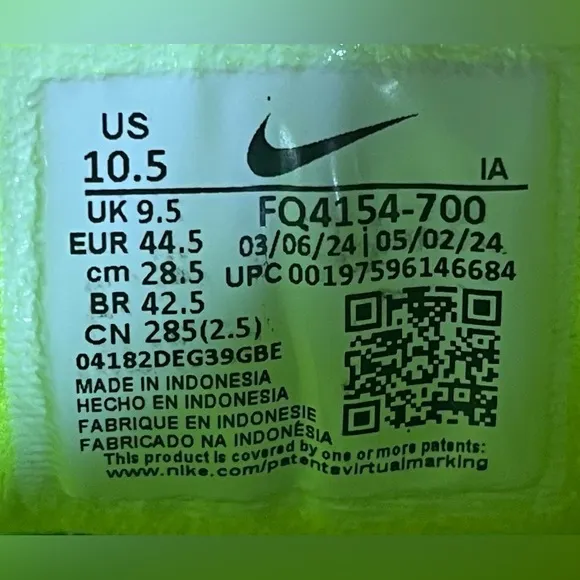 US
10.5
IA
UK 9.5
EUR 44.5
cm 28.5
BR 42.5
CN 285(2.5)
FQ4154-700
03/06/24|05/02/24
UPC 00197596146684
04182DEG39GBE
MADE IN INDONESIA
HECHO EN INDONESIA
FABRIQUE EN INDONESIE
FABRICADO NA INDONÉSIA
This product is covered by one or more patents:
www.nike.com/patentsvirtualmarking